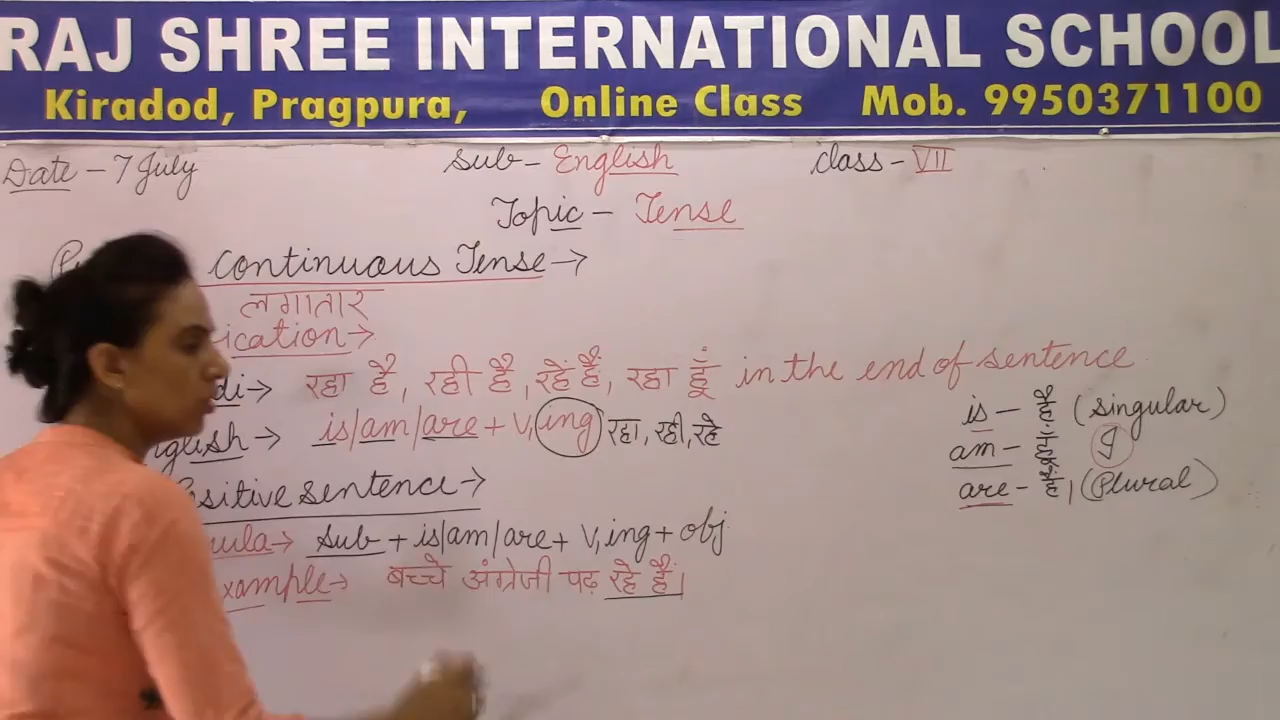 RAJ SHREE INTERNATIONAL SCHOOL
Kiradod, Pragpura, Online Class Mob. 9950371100
Date - 7 July Sub - English Class - VII
Topic - Tense
continuous Tense →
लगातार
ication →
di → रहा है, रही है, रहें हैं, रहा हूँ in the end of sentence
glish → is/am/are + V, ing रहा, रही, रहे
is - (Singular)
am - I
are - (Plural)
sitive sentence →
ula → sub + is/am/are + V, ing + obj
xample → बच्चे अंग्रेजी पढ़ रहे हैं।